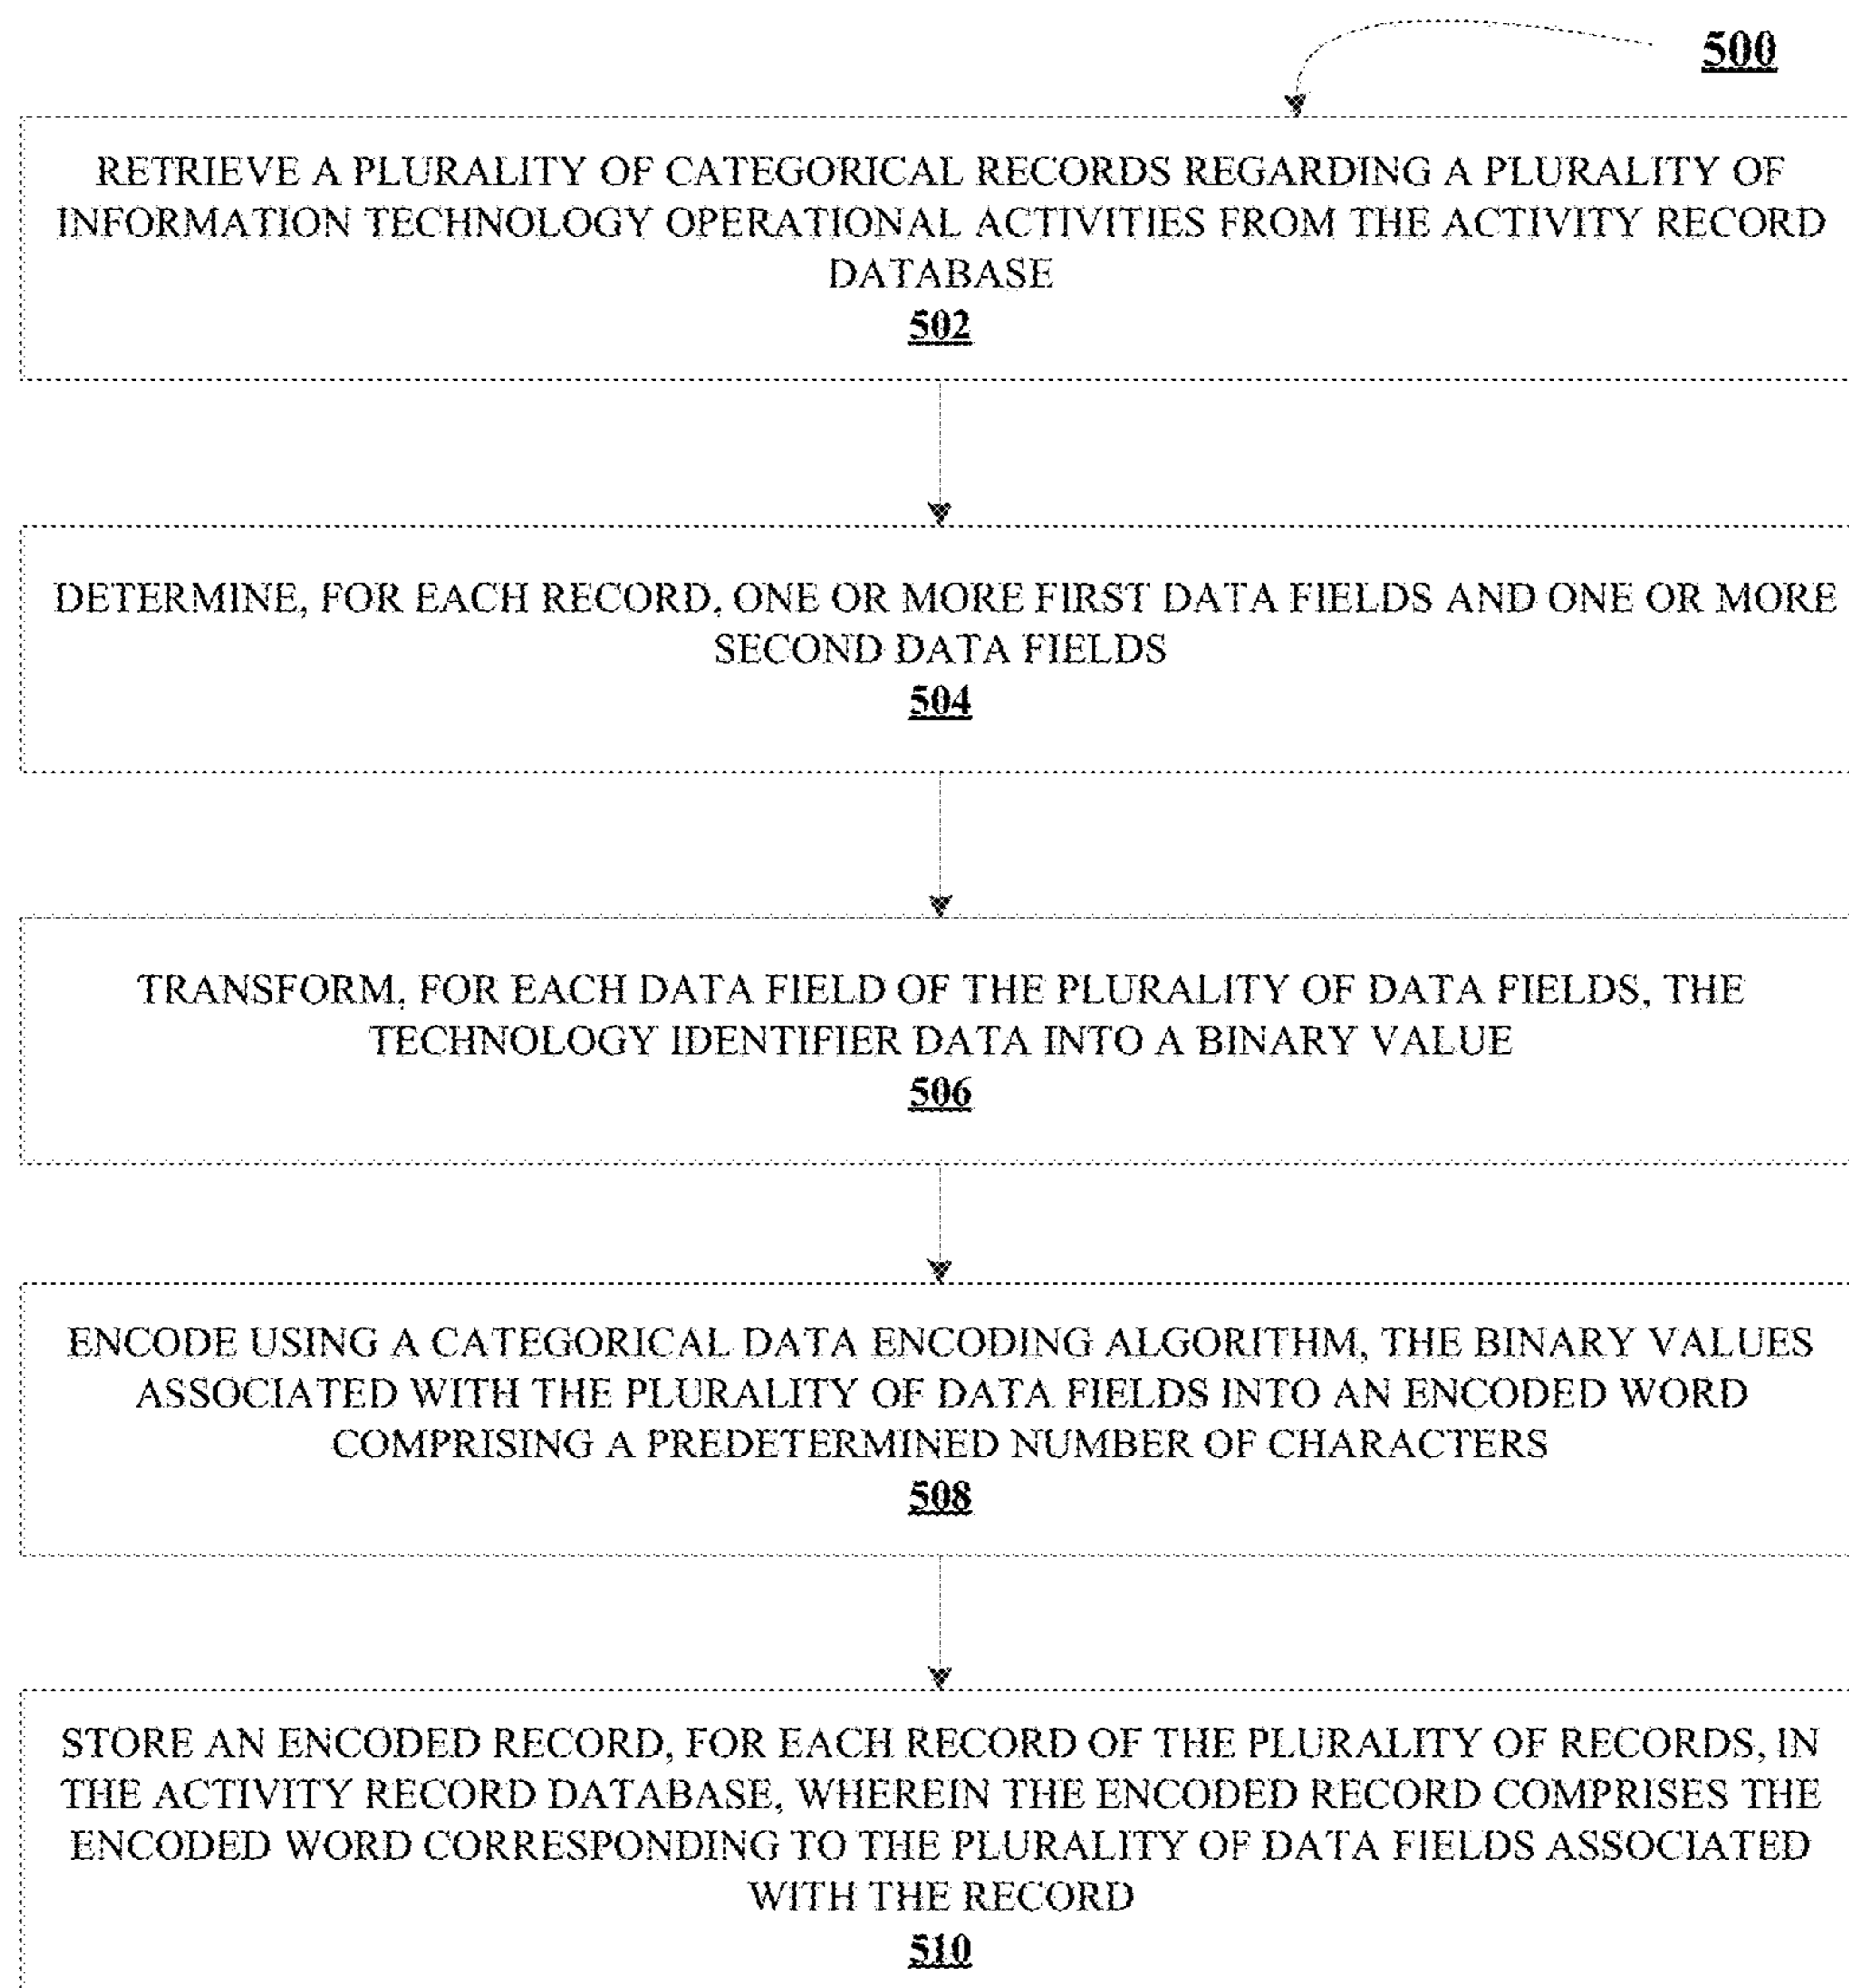 500
RETRIEVE A PLURALITY OF CATEGORICAL RECORDS REGARDING A PLURALITY OF
INFORMATION TECHNOLOGY OPERATIONAL ACTIVITIES FROM THE ACTIVITY RECORD
DATABASE
502
DETERMINE, FOR EACH RECORD, ONE OR MORE FIRST DATA FIELDS AND ONE OR MORE
SECOND DATA FIELDS
504
TRANSFORM, FOR EACH DATA FIELD OF THE PLURALITY OF DATA FIELDS, THE
TECHNOLOGY IDENTIFIER DATA INTO A BINARY VALUE
506
ENCODE USING A CATEGORICAL DATA ENCODING ALGORITHM, THE BINARY VALUES
ASSOCIATED WITH THE PLURALITY OF DATA FIELDS INTO AN ENCODED WORD
COMPRISING A PREDETERMINED NUMBER OF CHARACTERS
508
STORE AN ENCODED RECORD, FOR EACH RECORD OF THE PLURALITY OF RECORDS, IN
THE ACTIVITY RECORD DATABASE, WHEREIN THE ENCODED RECORD COMPRISES THE
ENCODED WORD CORRESPONDING TO THE PLURALITY OF DATA FIELDS ASSOCIATED
WITH THE RECORD
510